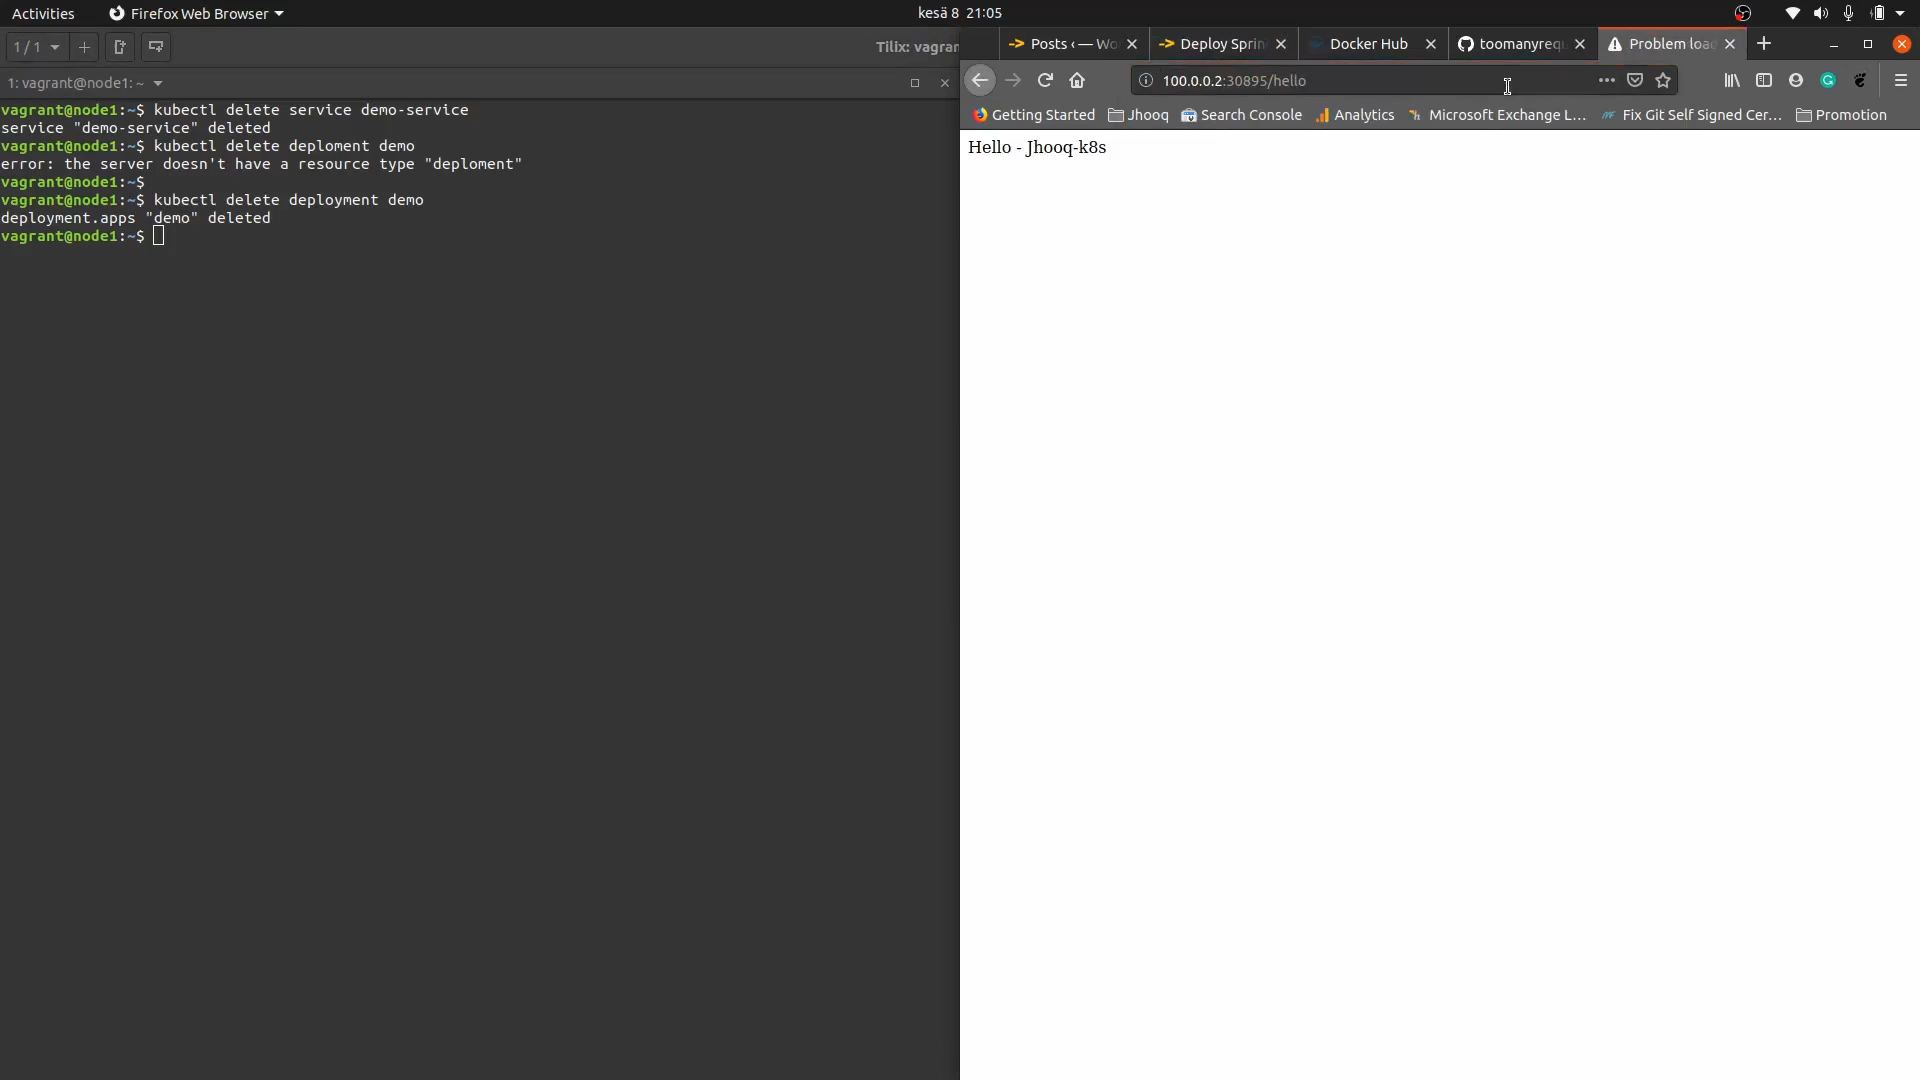 Activities
Firefox Web Browser
kesä 8 21:05
1 / 1
Tilix: vagran
1: vagrant@node1: ~
vagrant@node1:~$ kubectl delete service demo-service
service "demo-service" deleted
vagrant@node1:~$ kubectl delete deploment demo
error: the server doesn't have a resource type "deploment"
vagrant@node1:~$
vagrant@node1:~$ kubectl delete deployment demo
deployment.apps "demo" deleted
vagrant@node1:~$
Posts ‹ — Wo
Deploy Sprin
Docker Hub
toomanyrequ
Problem loa
100.0.0.2:30895/hello
Getting Started
Jhooq
Search Console
Analytics
Microsoft Exchange L...
Fix Git Self Signed Cer...
Promotion
Hello - Jhooq-k8s